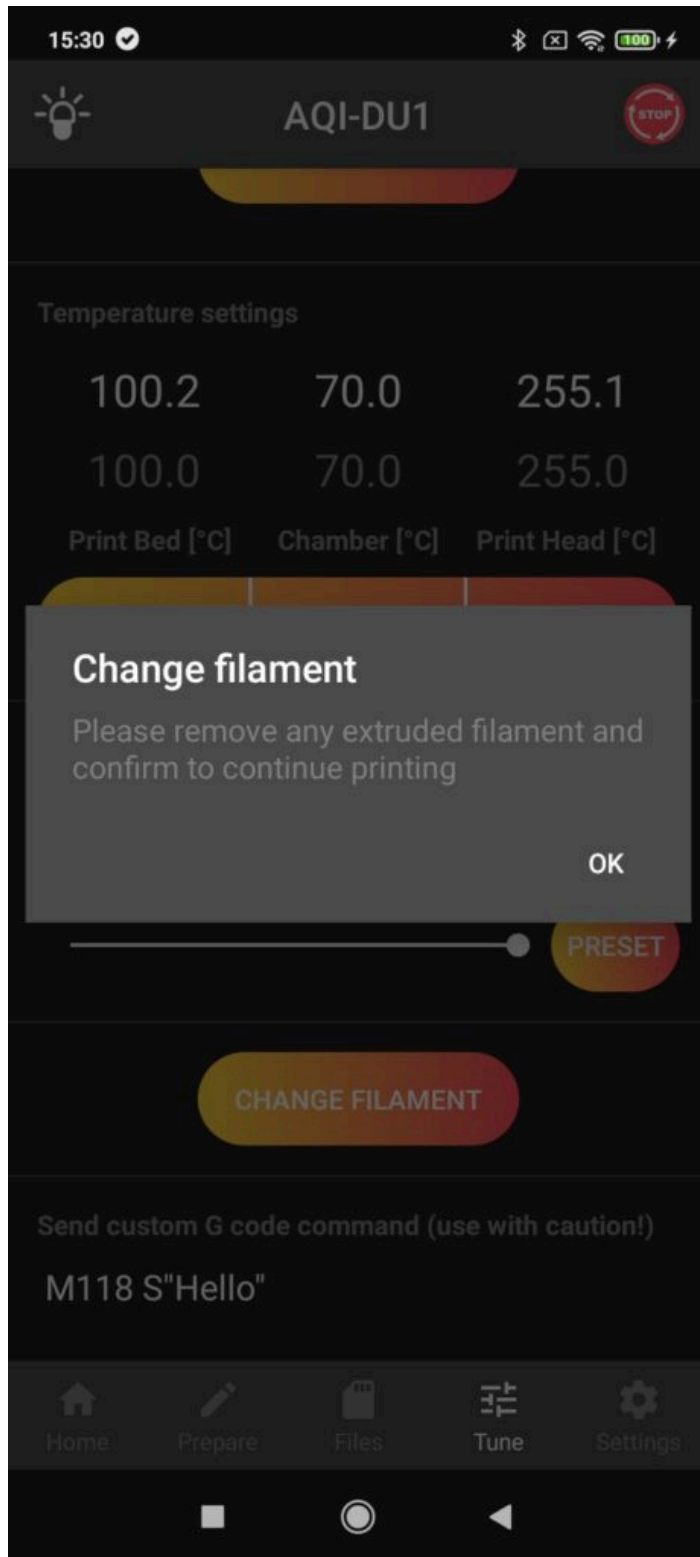 15:30
100
AQI-DU1
STOP
Temperature settings
100.2 70.0 255.1
100.0 70.0 255.0
Print Bed [°C] Chamber [°C] Print Head [°C]
Change filament
Please remove any extruded filament and
confirm to continue printing
OK
PRESET
CHANGE FILAMENT
Send custom G code command (use with caution!)
M118 S"Hello"
Home Prepare Files Tune Settings